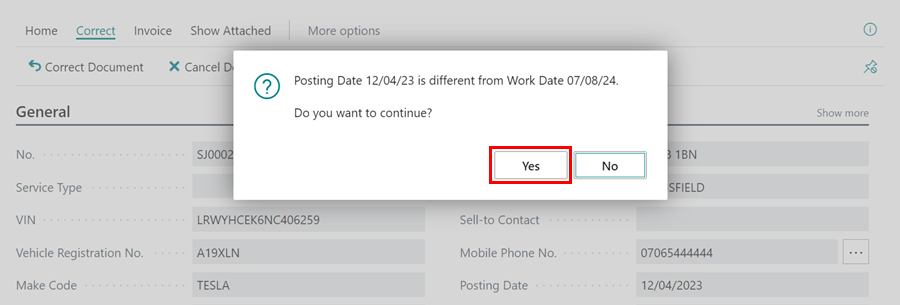 Home Correct Invoice Show Attached More options
Correct Document Cancel
Posting Date 12/04/23 is different from Work Date 07/08/24.
Do you want to continue?
Yes No
General Show more
No. SJ0002 1BN
Service Type SFIELD
VIN LRWYHCEK6NC406259 Sell-to Contact
Vehicle Registration No. A19XLN Mobile Phone No. 07065444444
Make Code TESLA Posting Date 12/04/2023